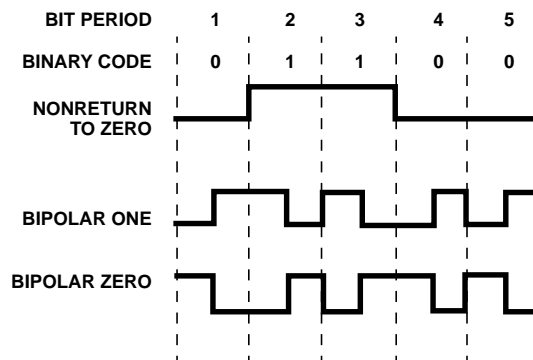 BIT PERIOD 1 2 3 4 5
BINARY CODE 0 1 1 0 0
NONRETURN
TO ZERO
BIPOLAR ONE
BIPOLAR ZERO